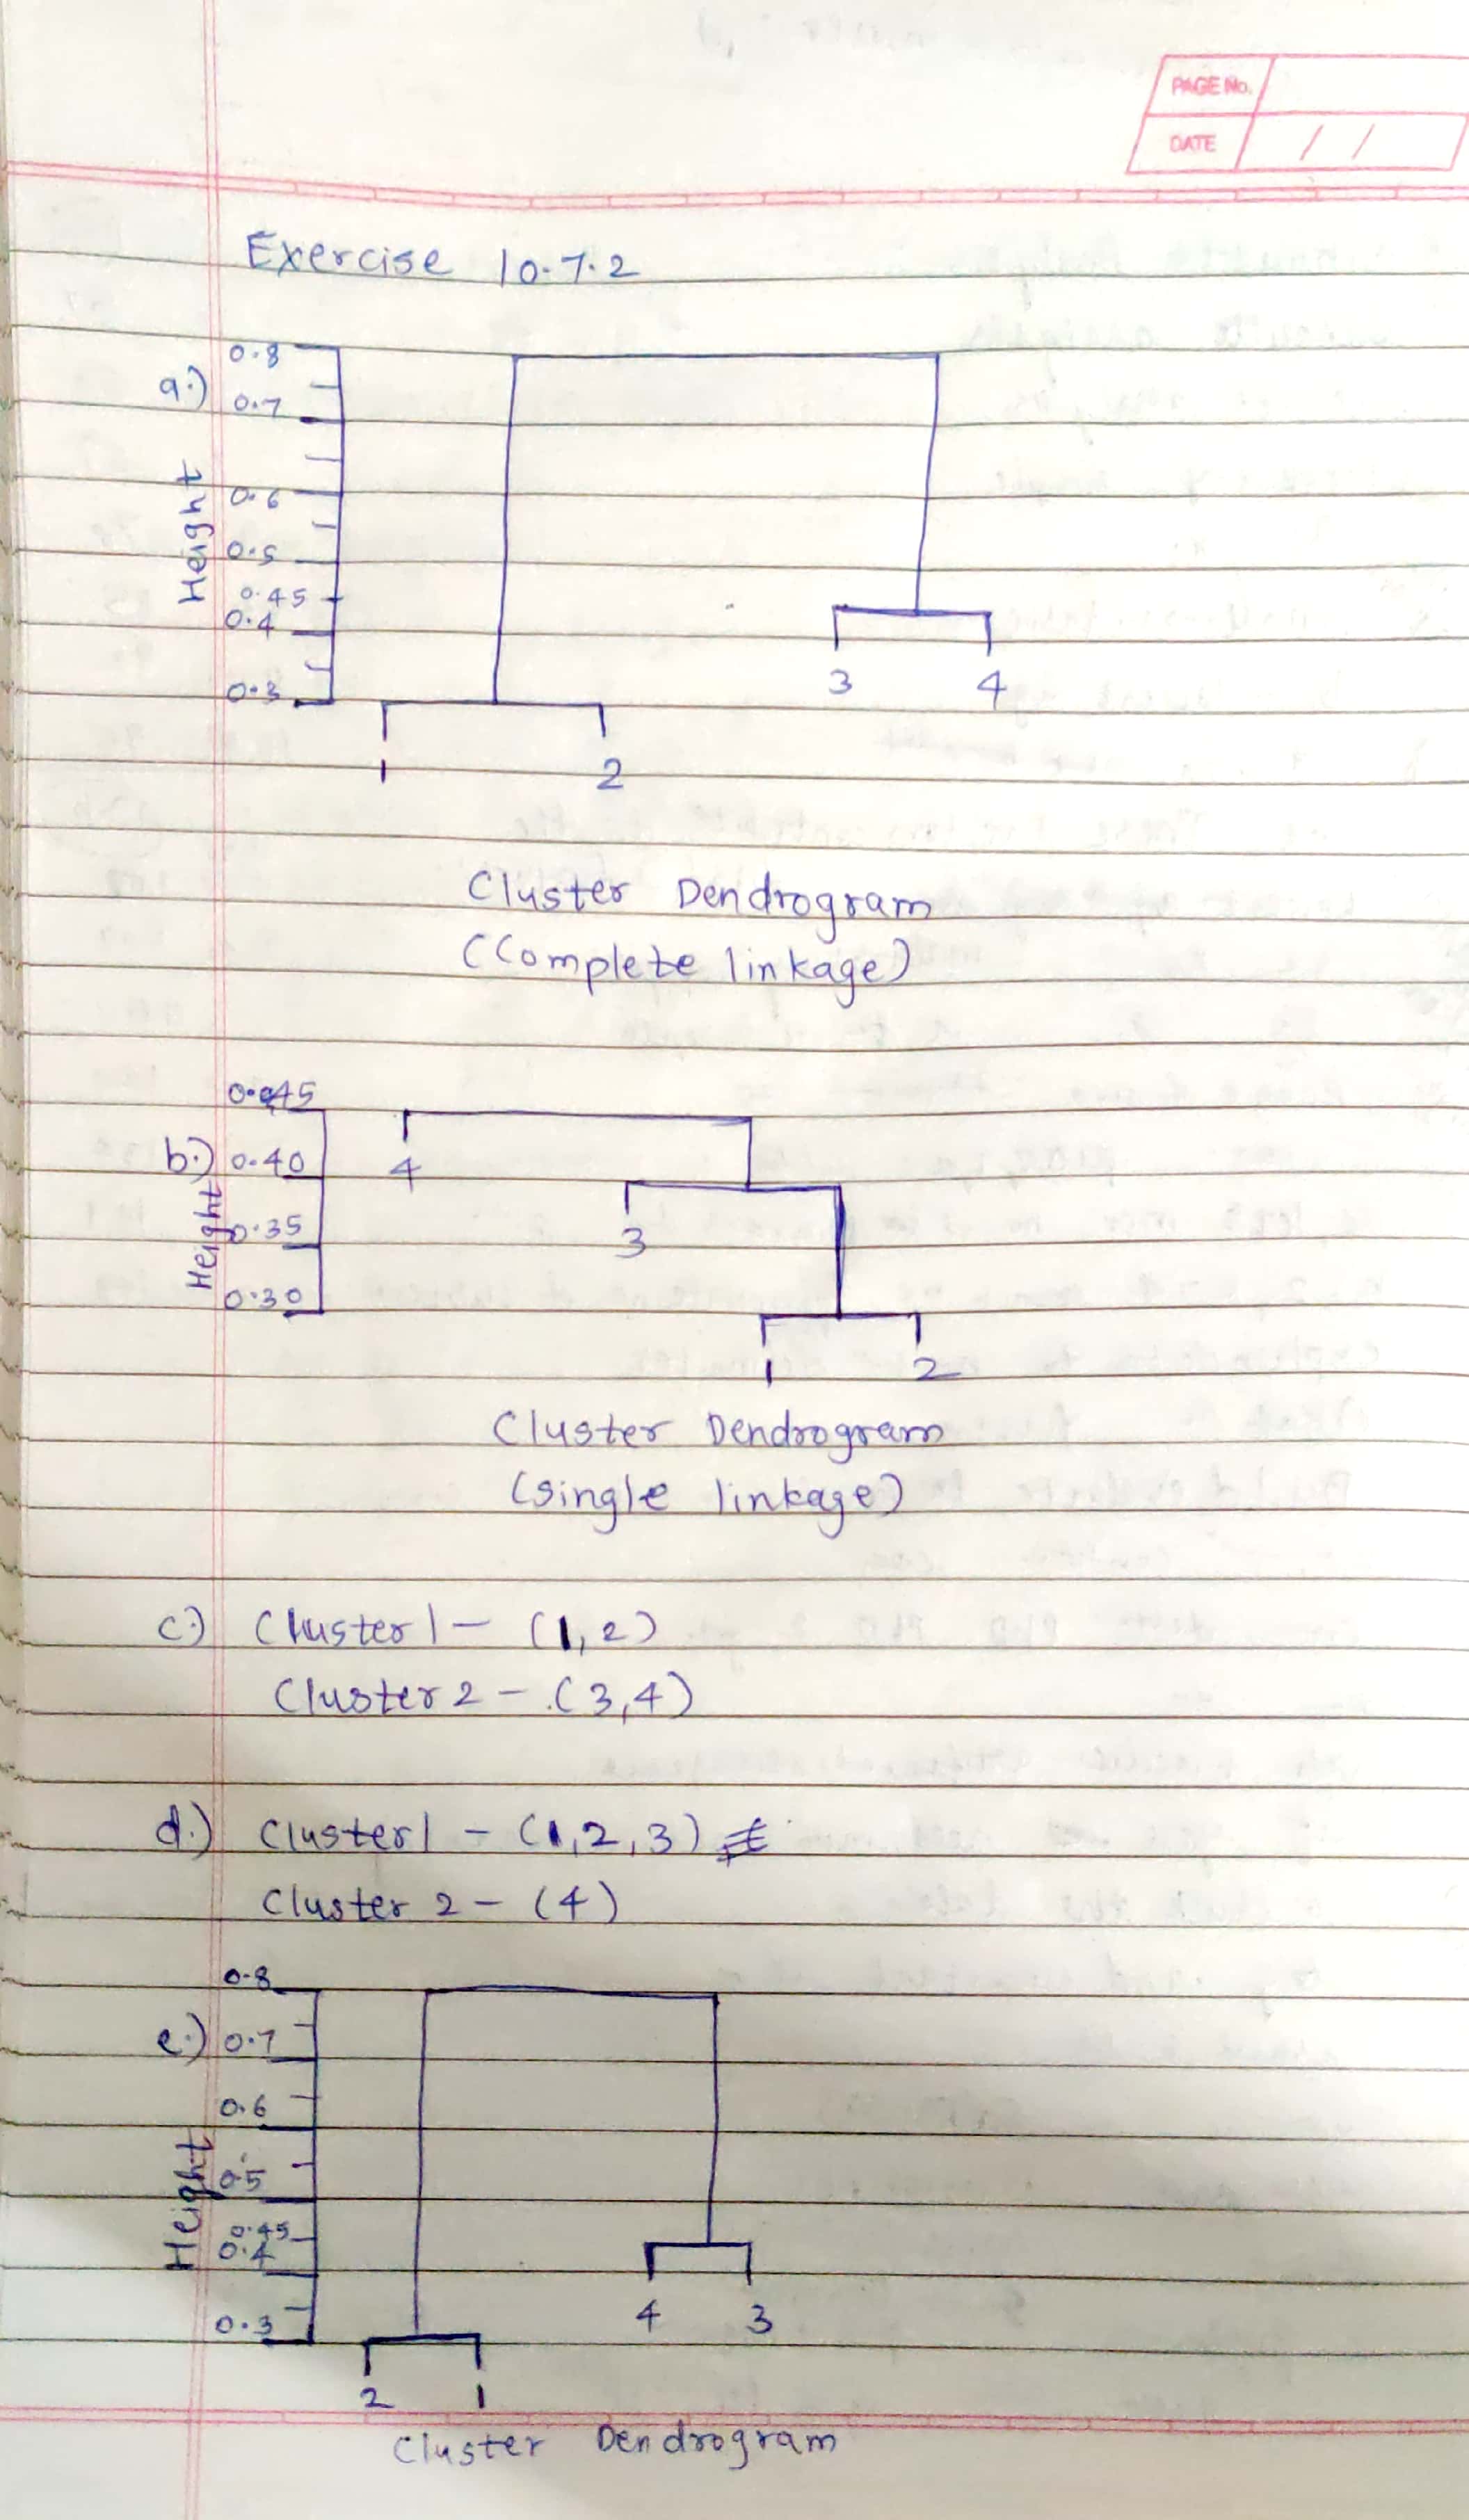 PAGE No.
DATE / /
Exercise 10.7.2
a.)
Height
0.8
0.7
0.6
0.5
0.45
0.4
0.3
3 4
1 2
Cluster Dendrogram
(Complete linkage)
b.)
Height
0.45
0.40
0.35
0.30
4
3
1 2
Cluster Dendrogram
(single linkage)
c.) Cluster 1 - (1,2)
Cluster 2 - (3,4)
d.) Cluster 1 - (1,2,3)
Cluster 2 - (4)
e.)
Height
0.8
0.7
0.6
0.5
0.45
0.4
0.3
4 3
2 1
Cluster Dendrogram